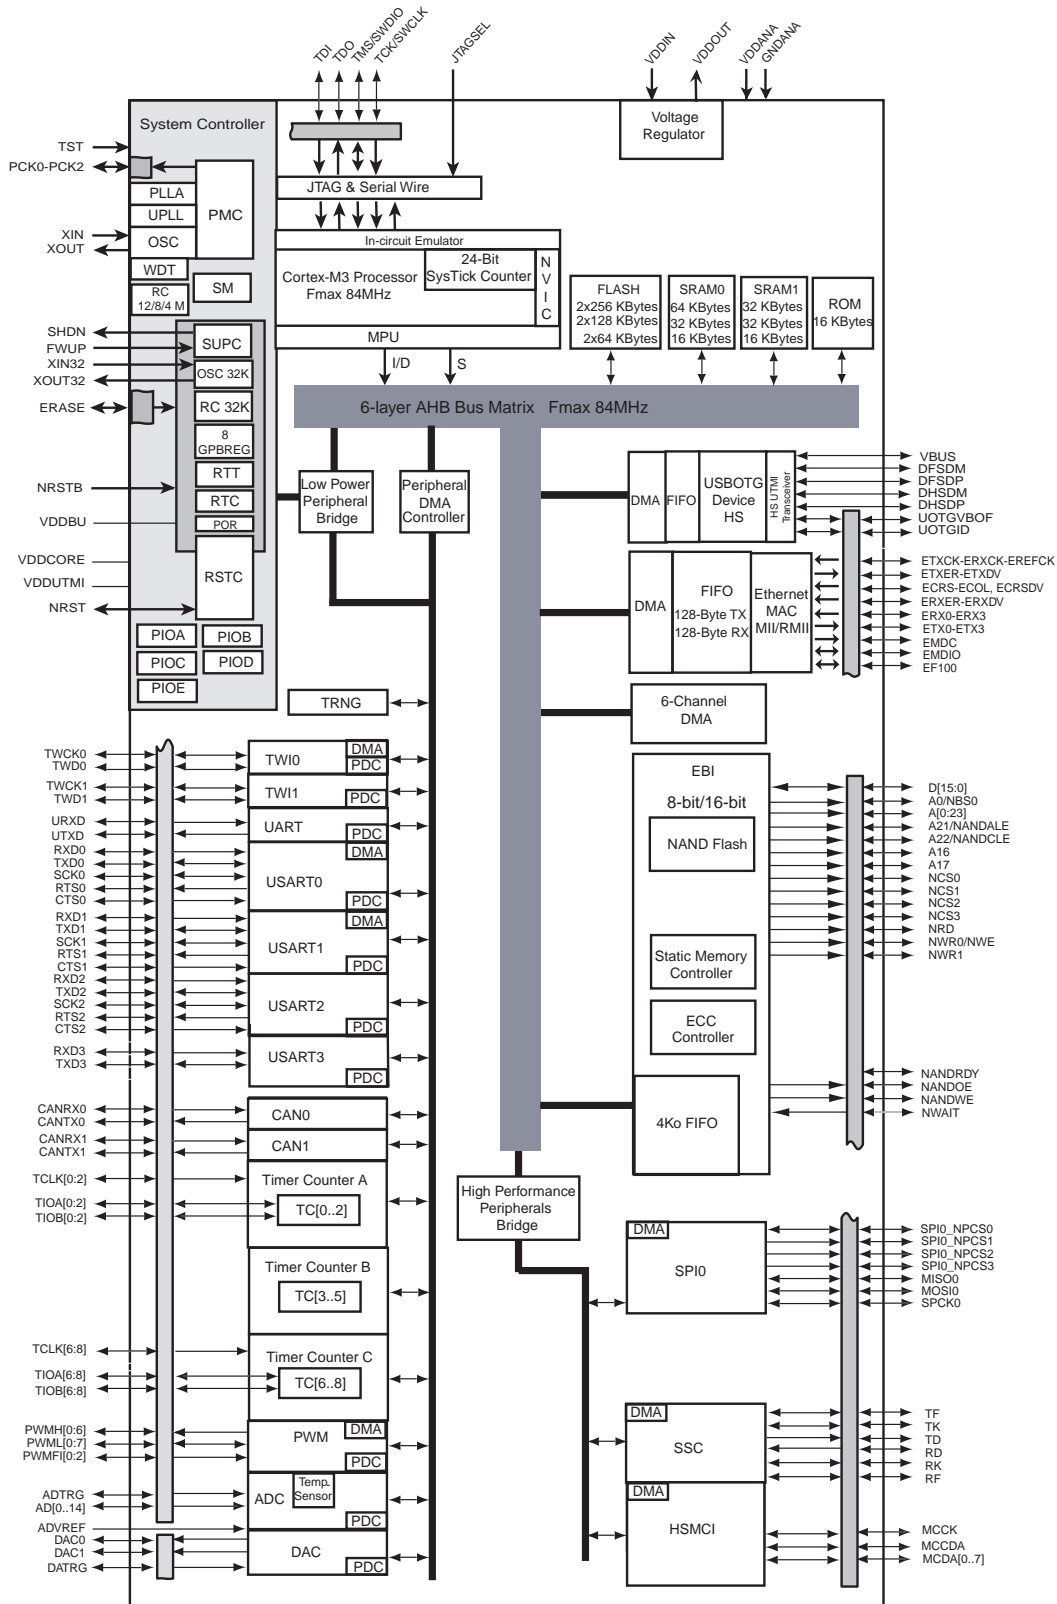 TDI
TDO
TMS/SWDIO
TCK/SWCLK
JTAGSEL
VDDIN
VDDOUT
VDDANA
GNDANA
System Controller
Voltage
Regulator
TST
PCK0-PCK2
PLLA
UPLL
OSC
PMC
XIN
XOUT
WDT
RC
12/8/4 M
SM
JTAG & Serial Wire
In-circuit Emulator
Cortex-M3 Processor
Fmax 84MHz
24-Bit
SysTick Counter
N
V
I
C
MPU
I/D
S
FLASH
2x256 KBytes
2x128 KBytes
2x64 KBytes
SRAM0
64 KBytes
32 KBytes
16 KBytes
SRAM1
32 KBytes
32 KBytes
16 KBytes
ROM
16 KBytes
SHDN
FWUP
XIN32
XOUT32
ERASE
NRSTB
VDDBU
VDDCORE
VDDUTMI
NRST
SUPC
OSC 32K
RC 32K
8
GPBREG
RTT
RTC
POR
RSTC
PIOA
PIOB
PIOC
PIOD
PIOE
6-layer AHB Bus Matrix Fmax 84MHz
Low Power
Peripheral
Bridge
Peripheral
DMA
Controller
DMA
FIFO
USBOTG
Device
HS
HS UTMI
Transceiver
VBUS
DFSDM
DFSDP
DHSDM
DHSDP
UOTGVBOF
UOTGID
DMA
FIFO
128-Byte TX
128-Byte RX
Ethernet
MAC
MII/RMII
ETXCK-ERXCK-EREFCK
ETXER-ETXDV
ECRS-ECOL, ECRSDV
ERXER-ERXDV
ERX0-ERX3
ETX0-ETX3
EMDC
EMDIO
EF100
TRNG
6-Channel
DMA
TWCK0
TWD0
TWI0
DMA
PDC
TWCK1
TWD1
TWI1
PDC
URXD
UTXD
UART
PDC
RXD0
TXD0
SCK0
RTS0
CTS0
USART0
DMA
PDC
RXD1
TXD1
SCK1
RTS1
CTS1
USART1
DMA
PDC
RXD2
TXD2
SCK2
RTS2
CTS2
USART2
PDC
RXD3
TXD3
USART3
PDC
CANRX0
CANTX0
CAN0
CANRX1
CANTX1
CAN1
TCLK[0:2]
TIOA[0:2]
TIOB[0:2]
Timer Counter A
TC[0..2]
Timer Counter B
TC[3..5]
TCLK[6:8]
TIOA[6:8]
TIOB[6:8]
Timer Counter C
TC[6..8]
PWMH[0:6]
PWML[0:7]
PWMFI[0:2]
PWM
DMA
PDC
ADTRG
AD[0..14]
ADC
Temp.
Sensor
PDC
ADVREF
DAC0
DAC1
DATRG
DAC
PDC
EBI
8-bit/16-bit
NAND Flash
Static Memory
Controller
ECC
Controller
4Ko FIFO
D[15:0]
A0/NBS0
A[0:23]
A21/NANDALE
A22/NANDCLE
A16
A17
NCS0
NCS1
NCS2
NCS3
NRD
NWR0/NWE
NWR1
NANDRDY
NANDOE
NANDWE
NWAIT
High Performance
Peripherals
Bridge
DMA
SPI0
SPI0_NPCS0
SPI0_NPCS1
SPI0_NPCS2
SPI0_NPCS3
MISO0
MOSI0
SPCK0
DMA
SSC
TF
TK
TD
RD
RK
RF
DMA
HSMCI
MCCK
MCCDA
MCDA[0..7]